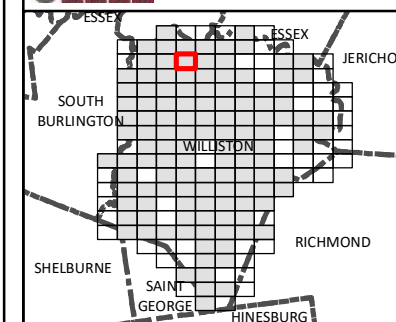 ESSEX
ESSEX
JERICHO
SOUTH
BURLINGTON
WILLISTON
RICHMOND
SHELBURNE
SAINT
GEORGE
HINESBURG